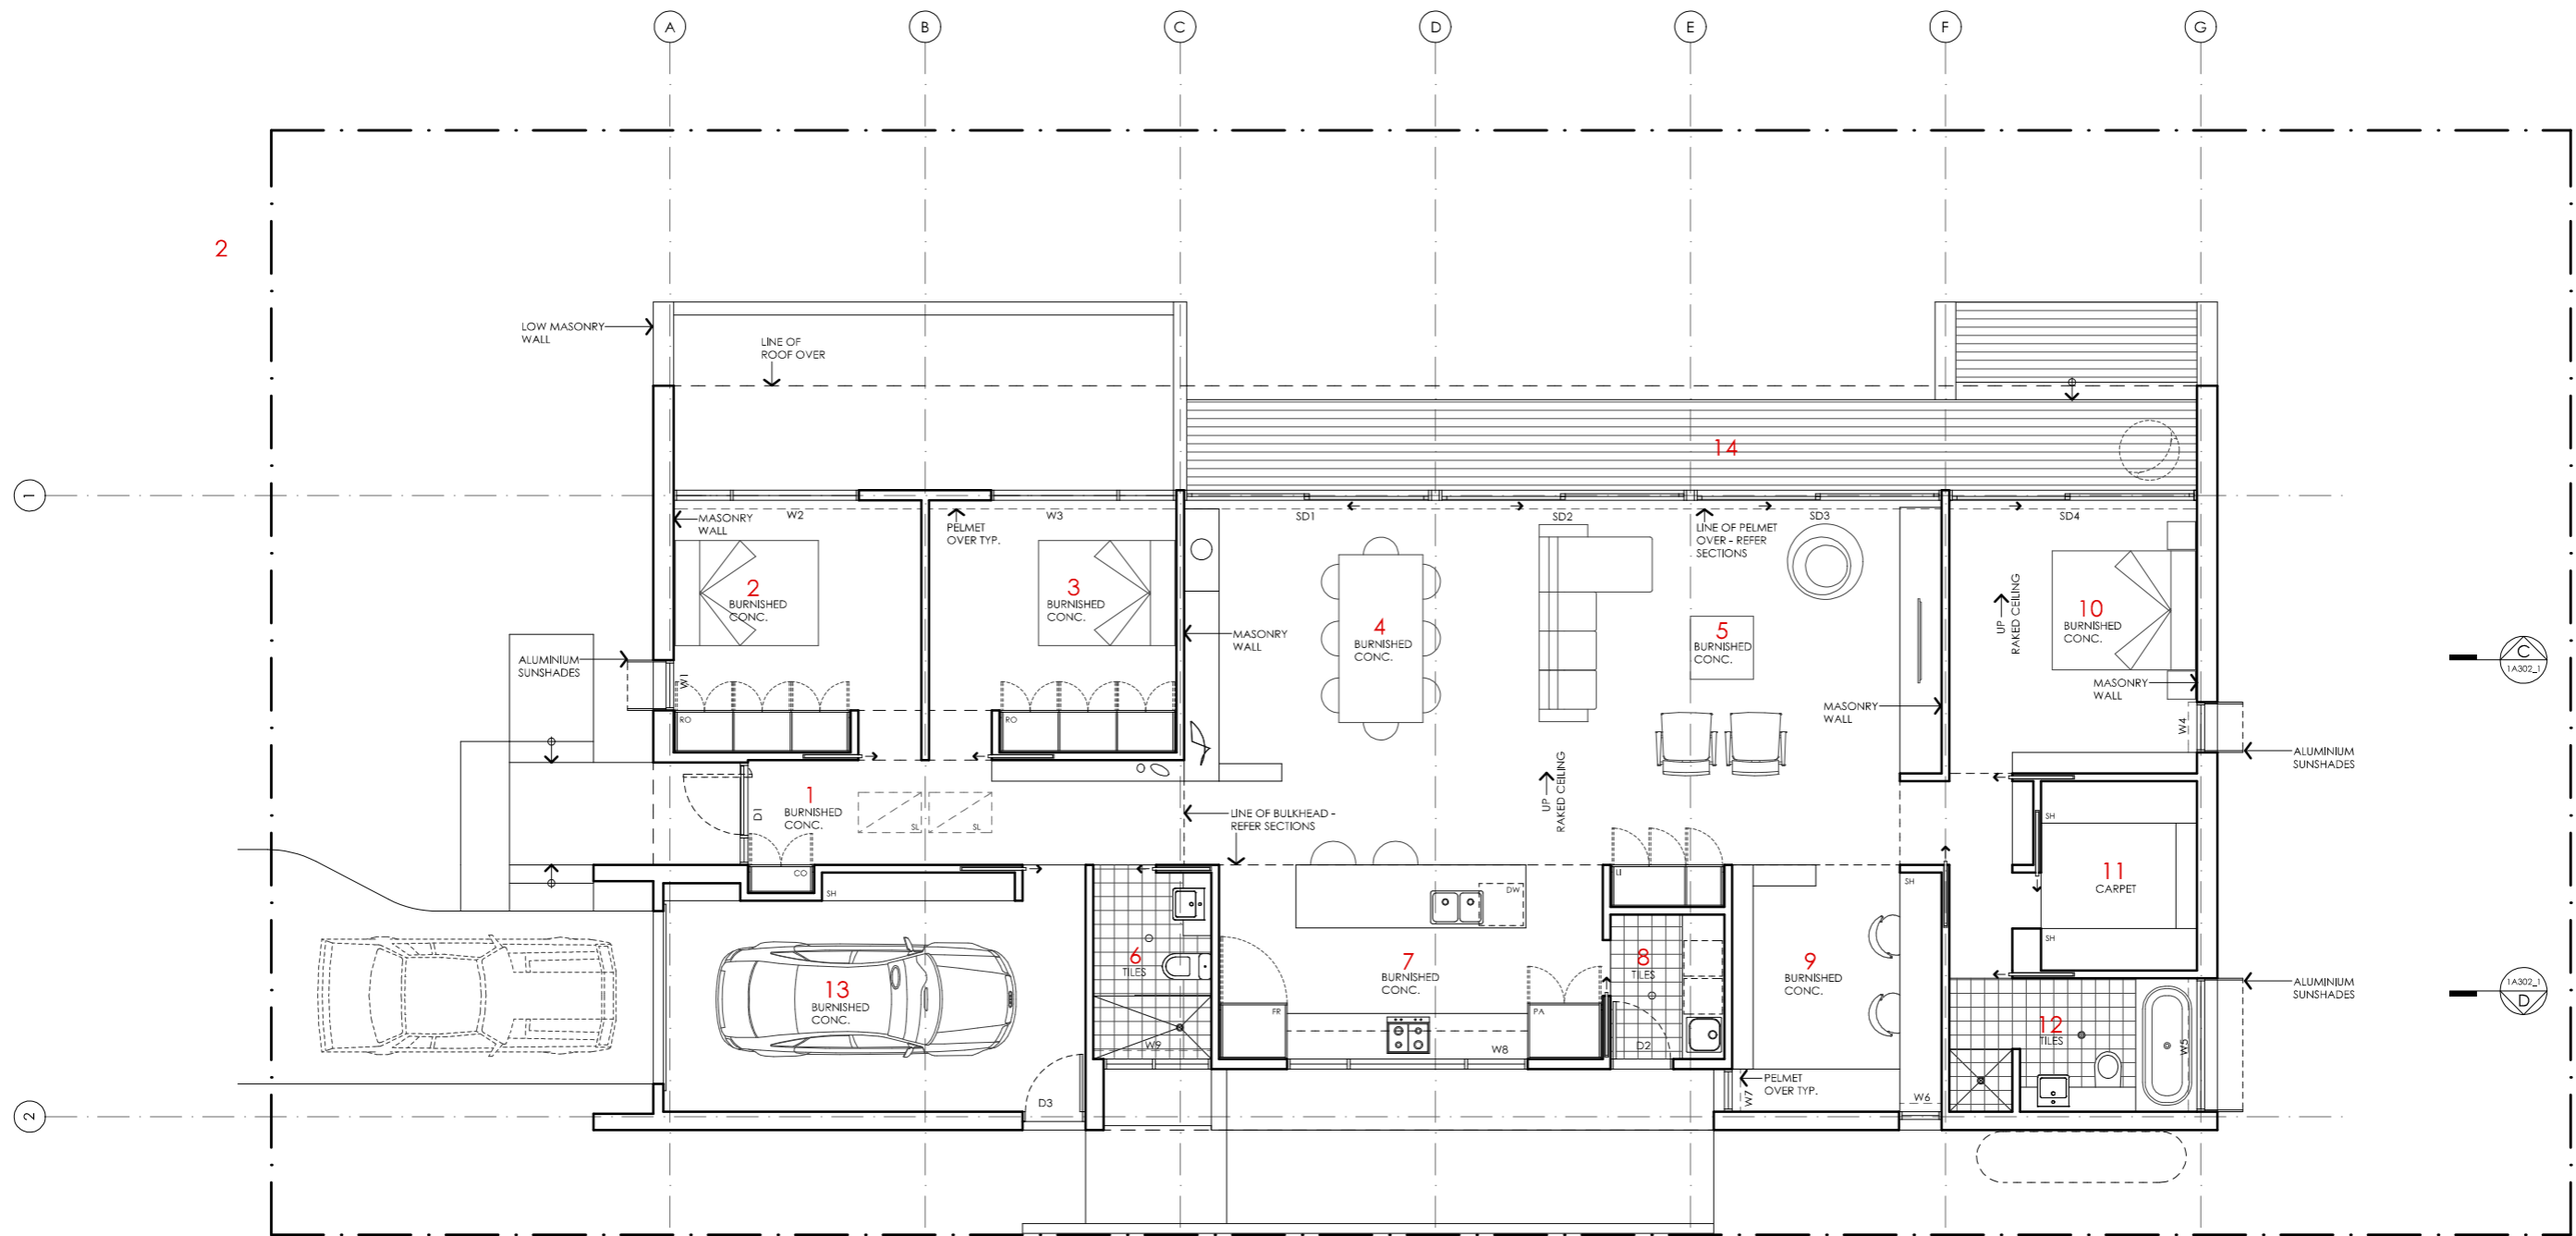 A
B
C
D
E
F
G
2
LOW MASONRY
WALL
LINE OF
ROOF OVER
14
1
MASONRY
WALL
W2
PELMET
OVER TYP.
W3
SD1
SD2
LINE OF PELMET
OVER - REFER
SECTIONS
SD3
SD4
2
BURNISHED
CONC.
3
BURNISHED
CONC.
4
BURNISHED
CONC.
5
BURNISHED
CONC.
UP
RAKED CEILING
10
BURNISHED
CONC.
MASONRY
WALL
ALUMINIUM
SUNSHADES
W1
RO
RO
MASONRY
WALL
MASONRY
WALL
W4
ALUMINIUM
SUNSHADES
C
1A302_1
1
BURNISHED
CONC.
D1
SL
SL
LINE OF BULKHEAD -
REFER SECTIONS
UP
RAKED CEILING
CO
SH
LI
SH
SH
11
CARPET
SH
DW
6
TILES
7
BURNISHED
CONC.
8
TILES
9
BURNISHED
CONC.
13
BURNISHED
CONC.
FR
PA
W9
W8
D2
12
TILES
W5
ALUMINIUM
SUNSHADES
1A302_1
D
PELMET
OVER TYP.
W7
W6
D3
2